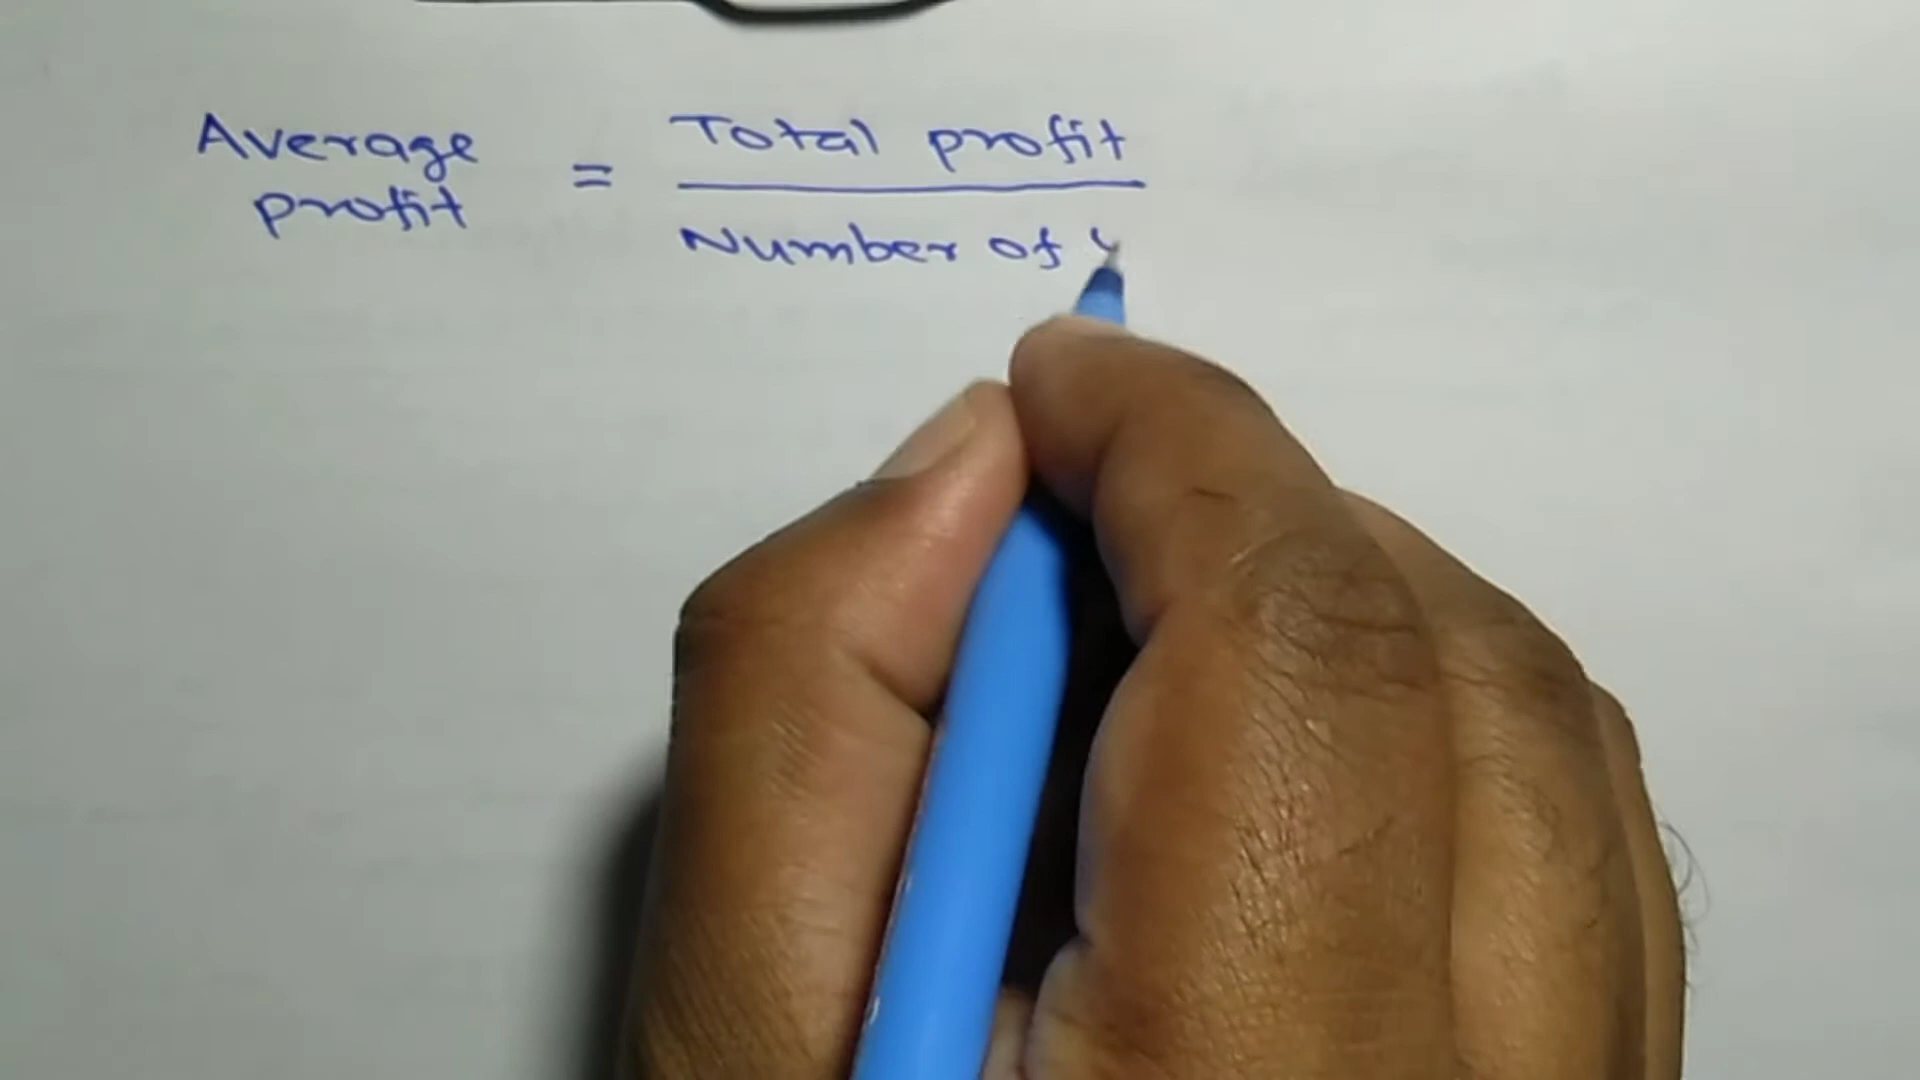 Average
profit
=
Total profit
Number of